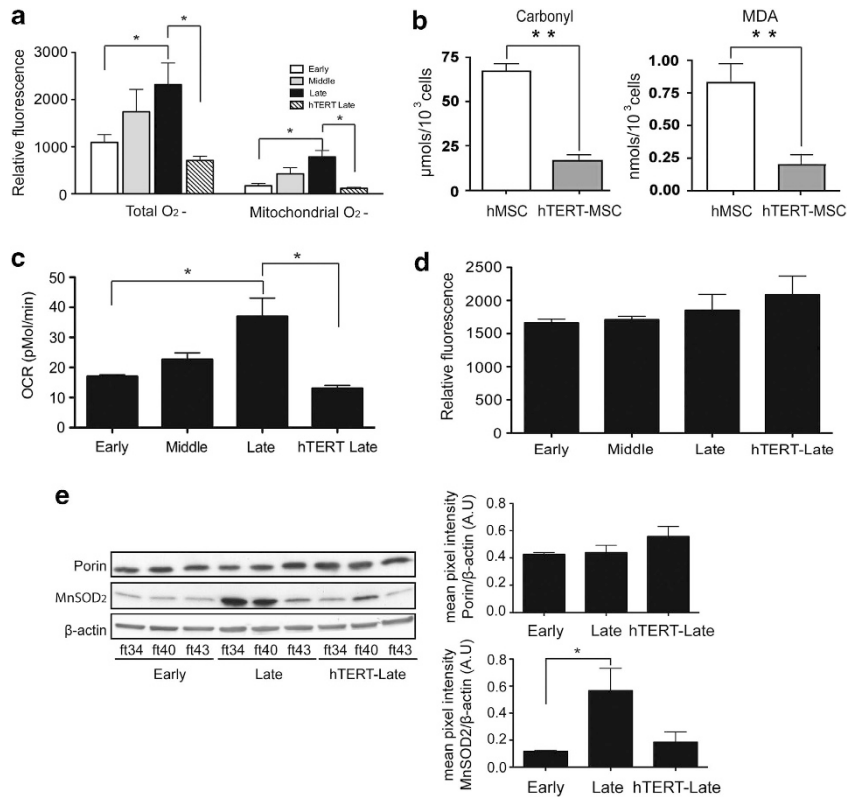 a
Relative fluorescence
3000
2000
1000
0
*
*
*
*
Early
Middle
Late
hTERT Late
Total O2 -
Mitochondrial O2 -
b
Carbonyl
**
μmols/10³ cells
75
50
25
0
hMSC hTERT-MSC
MDA
**
nmols/10³ cells
1.00
0.75
0.50
0.25
0.00
hMSC hTERT-MSC
c
OCR (pMol/min)
50
40
30
20
10
0
*
*
Early Middle Late hTERT Late
d
Relative fluorescence
2500
2000
1500
1000
500
0
Early Middle Late hTERT-Late
e
Porin
MnSOD2
β-actin
ft34 ft40 ft43 ft34 ft40 ft43 ft34 ft40 ft43
Early Late hTERT-Late
mean pixel intensity
Porin/β-actin (A.U)
0.8
0.6
0.4
0.2
0.0
Early Late hTERT-Late
mean pixel intensity
MnSOD2/β-actin (A.U)
0.8
0.6
0.4
0.2
0.0
*
Early Late hTERT-Late